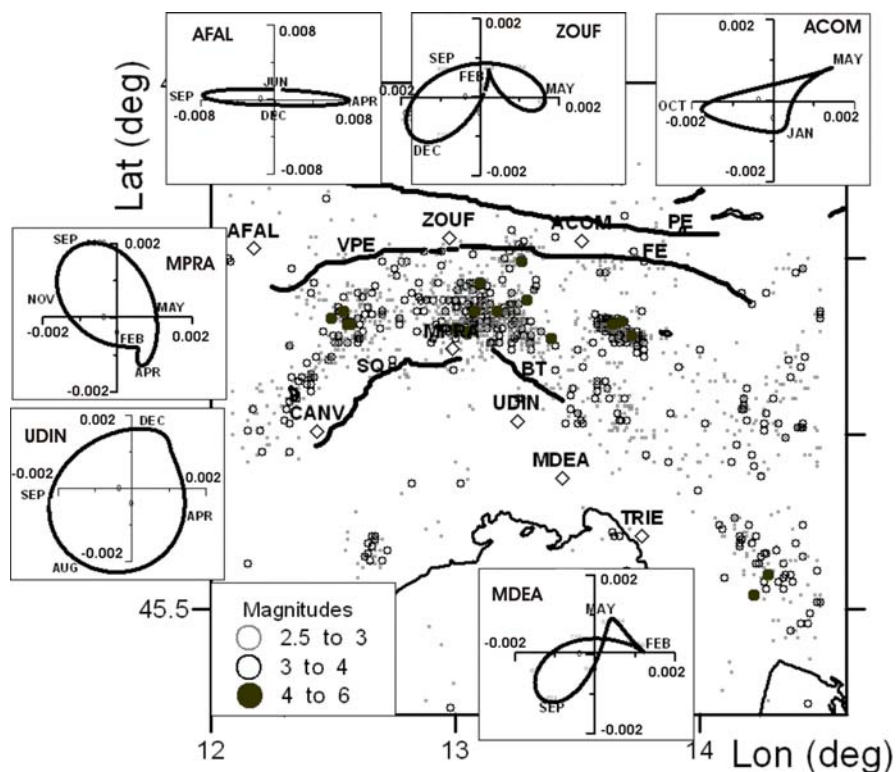 AFAL
0.008
JUN
SEP
APR
-0.008
DEC
0.008
-0.008
0.002
ZOUF
SEP
FEB
MAY
0.002
DEC
-0.002
0.002
ACOM
MAY
OCT
-0.002
JAN
0.002
-0.002
Lat (deg)
4
SEP
0.002
MPRA
NOV
MAY
-0.002
FEB
0.002
APR
-0.002
0.002
DEC
UDIN
-0.002
0.002
SEP
APR
-0.002
AUG
AFAL
ZOUF
ACOM
PE
VPE
FE
MPRA
SQP
BT
CANV
UDIN
MDEA
TRIE
45.5
Magnitudes
2.5 to 3
3 to 4
4 to 6
0.002
MDEA
MAY
FEB
-0.002
0.002
SEP
-0.002
12
13
14
Lon (deg)